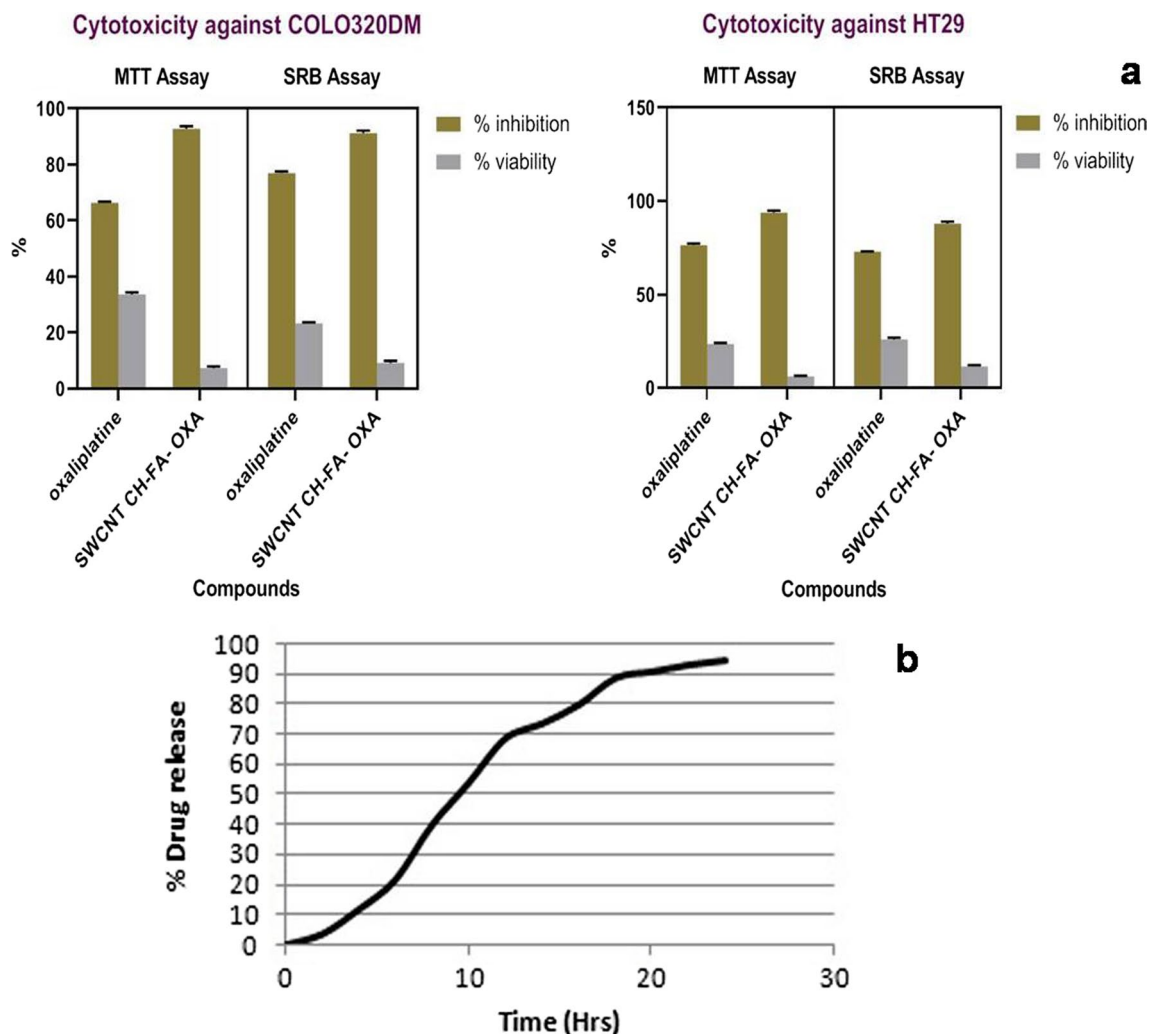 Cytotoxicity against COLO320DM
MTT Assay
SRB Assay
100
80
60
40
20
0
%
% inhibition
% viability
oxaliplatine
SWCNT CH-FA- OXA
oxaliplatine
SWCNT CH-FA- OXA
Compounds
Cytotoxicity against HT29
a
MTT Assay
SRB Assay
150
100
50
0
%
% inhibition
% viability
oxaliplatine
SWCNT CH-FA- OXA
oxaliplatine
SWCNT CH-FA- OXA
Compounds
b
100
90
80
70
60
50
40
30
20
10
0
% Drug release
0
10
20
30
Time (Hrs)